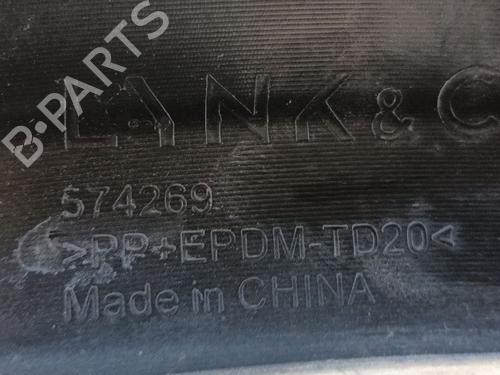 B-PARTS
LYNK & C
574269
>PP+EPDM-TD20<
Made in CHINA